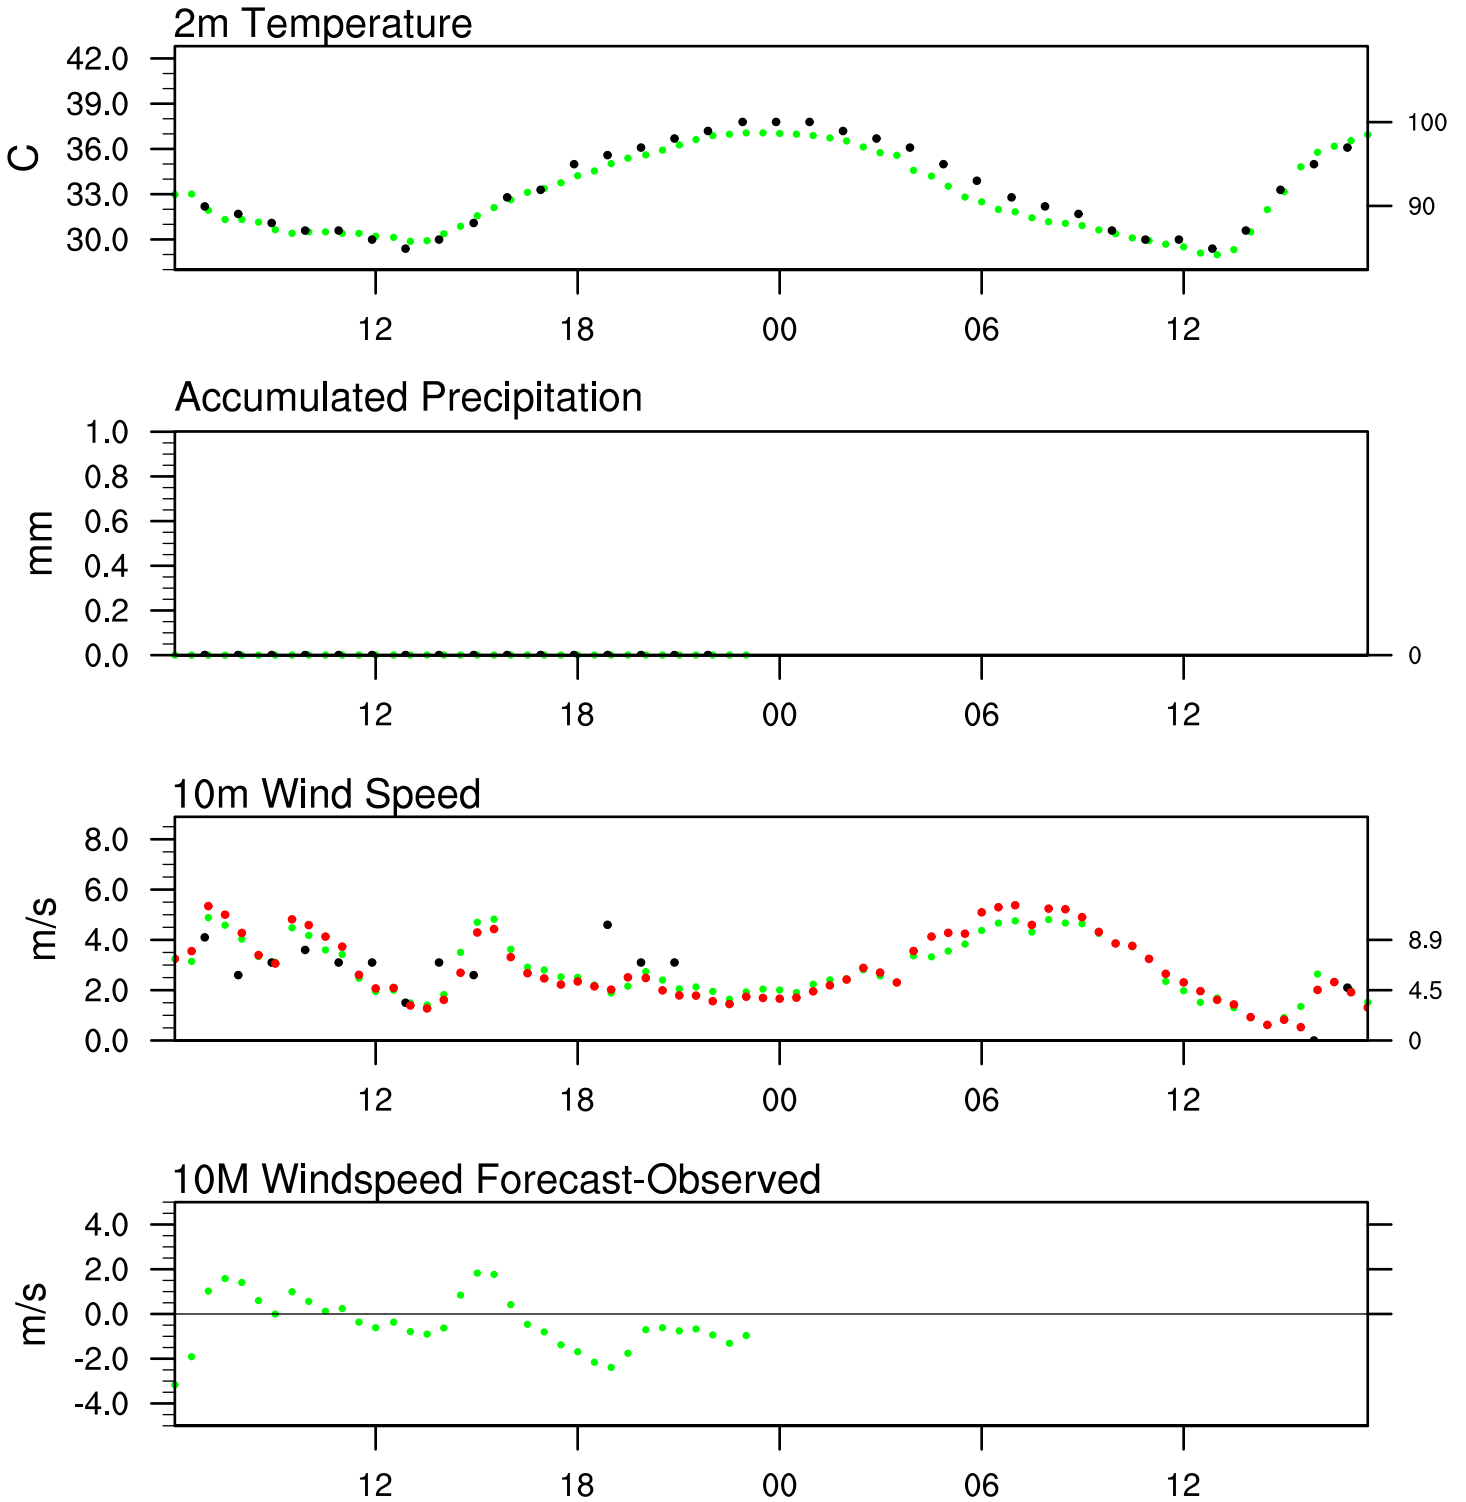 2m Temperature
42.0
39.0
36.0
33.0
30.0
C
100
90
12 18 00 06 12
Accumulated Precipitation
1.0
0.8
0.6
0.4
0.2
0.0
mm
0
12 18 00 06 12
10m Wind Speed
8.0
6.0
4.0
2.0
0.0
m/s
8.9
4.5
0
12 18 00 06 12
10M Windspeed Forecast-Observed
4.0
2.0
0.0
-2.0
-4.0
m/s
12 18 00 06 12